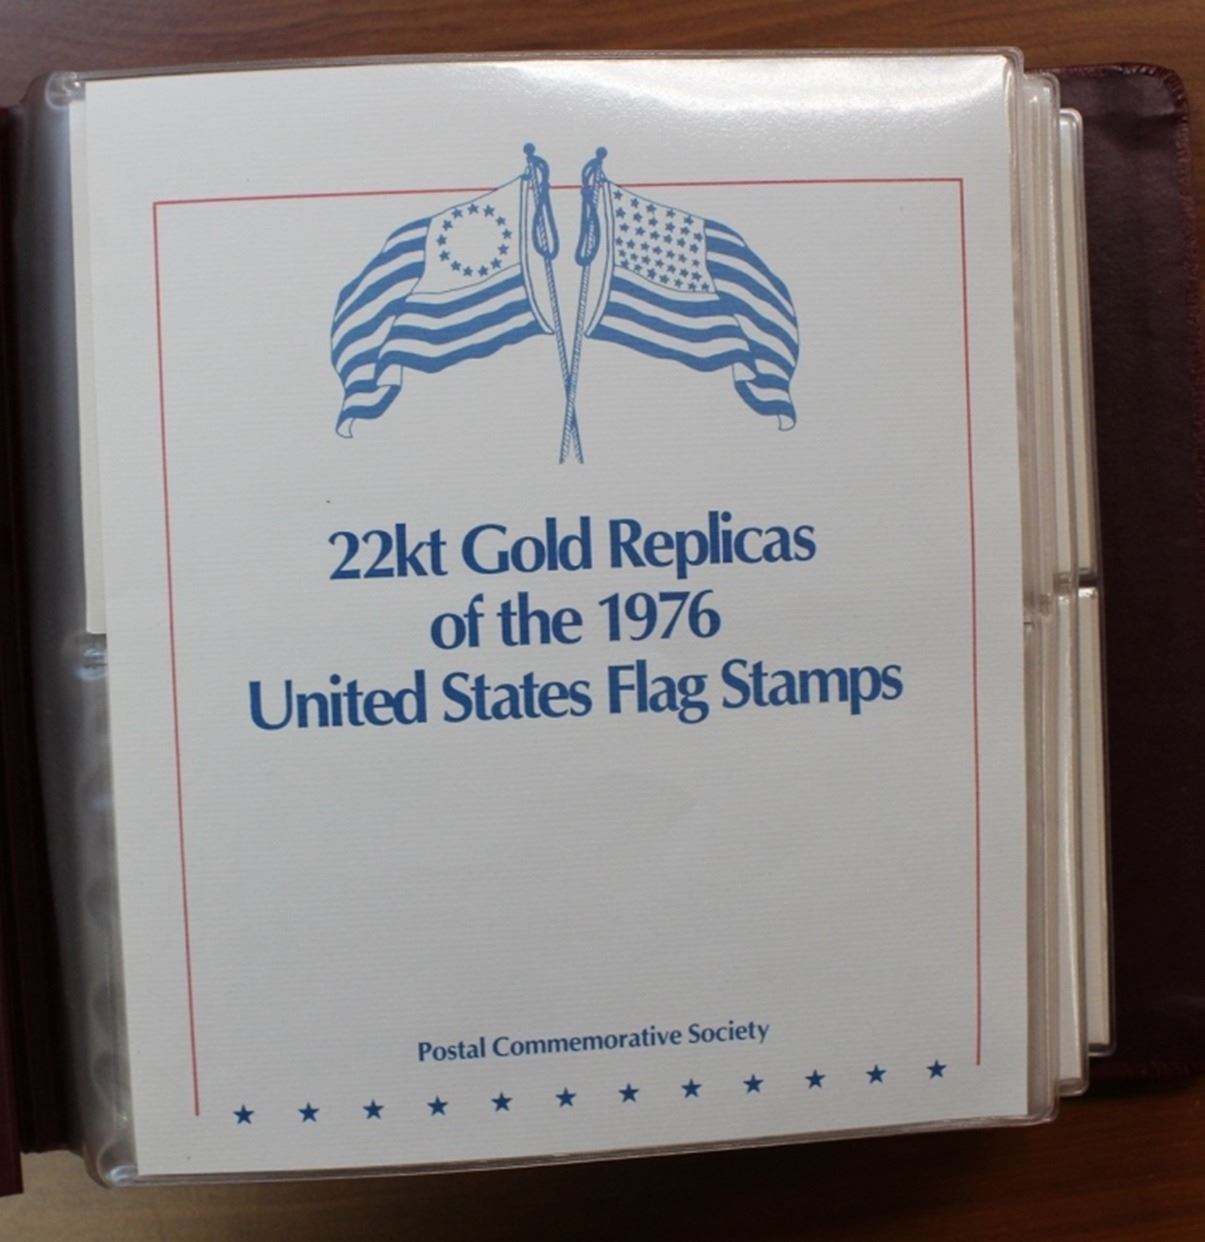 22kt Gold Replicas
of the 1976
United States Flag Stamps
Postal Commemorative Society